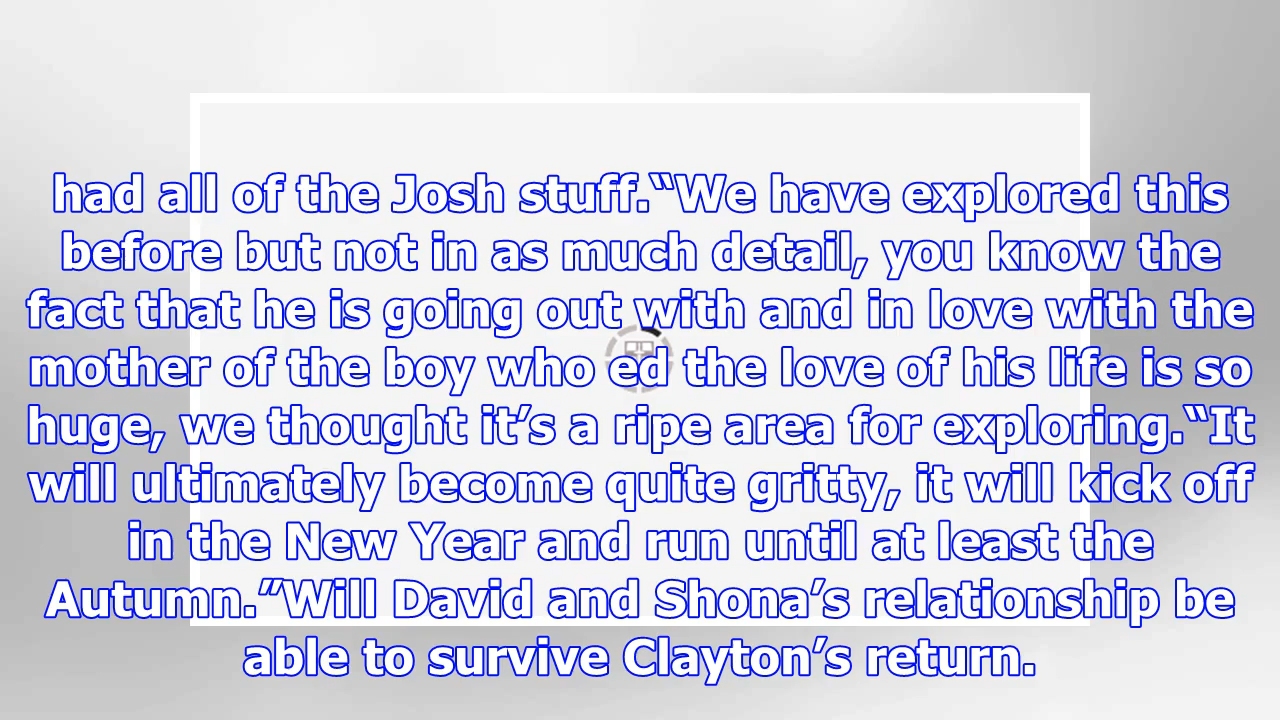 had all of the Josh stuff.“We have explored this
before but not in as much detail, you know the
fact that he is going out with and in love with the
mother of the boy who ed the love of his life is so
huge, we thought it’s a ripe area for exploring.“It
will ultimately become quite gritty, it will kick off
in the New Year and run until at least the
Autumn.”Will David and Shona’s relationship be
able to survive Clayton’s return.